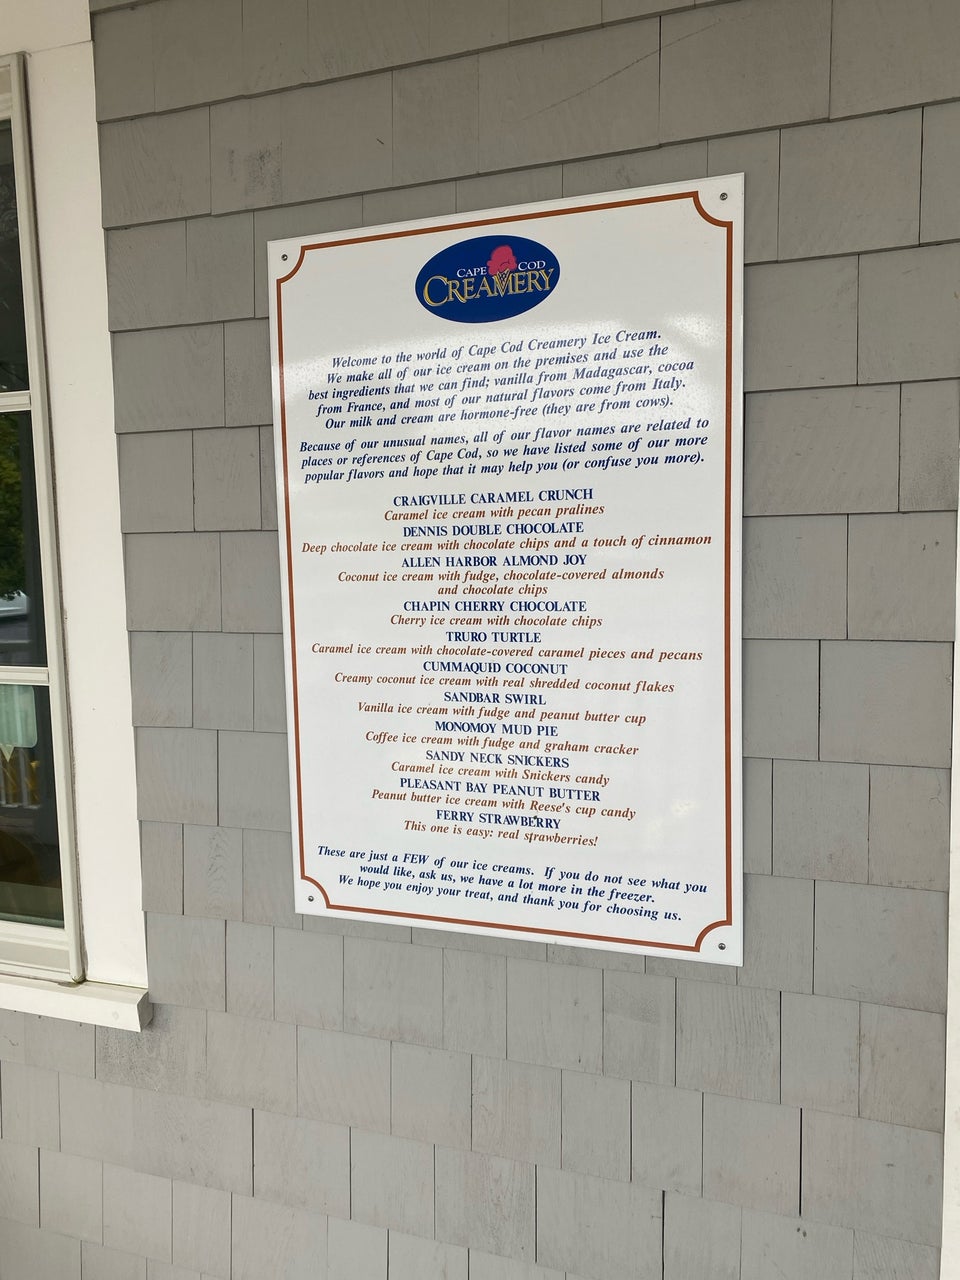 CAPE COD
CREAMERY
Welcome to the world of Cape Cod Creamery Ice Cream.
We make all of our ice cream on the premises and use the
best ingredients that we can find; vanilla from Madagascar, cocoa
from France, and most of our natural flavors come from Italy.
Our milk and cream are hormone-free (they are from cows).
Because of our unusual names, all of our flavor names are related to
places or references of Cape Cod, so we have listed some of our more
popular flavors and hope that it may help you (or confuse you more).
CRAIGVILLE CARAMEL CRUNCH
Caramel ice cream with pecan pralines
DENNIS DOUBLE CHOCOLATE
Deep chocolate ice cream with chocolate chips and a touch of cinnamon
ALLEN HARBOR ALMOND JOY
Coconut ice cream with fudge, chocolate-covered almonds
and chocolate chips
CHAPIN CHERRY CHOCOLATE
Cherry ice cream with chocolate chips
TRURO TURTLE
Caramel ice cream with chocolate-covered caramel pieces and pecans
CUMMAQUID COCONUT
Creamy coconut ice cream with real shredded coconut flakes
SANDBAR SWIRL
Vanilla ice cream with fudge and peanut butter cup
MONOMOY MUD PIE
Coffee ice cream with fudge and graham cracker
SANDY NECK SNICKERS
Caramel ice cream with Snickers candy
PLEASANT BAY PEANUT BUTTER
Peanut butter ice cream with Reese's cup candy
FERRY STRAWBERRY
This one is easy: real strawberries!
These are just a FEW of our ice creams. If you do not see what you
would like, ask us, we have a lot more in the freezer.
We hope you enjoy your treat, and thank you for choosing us.